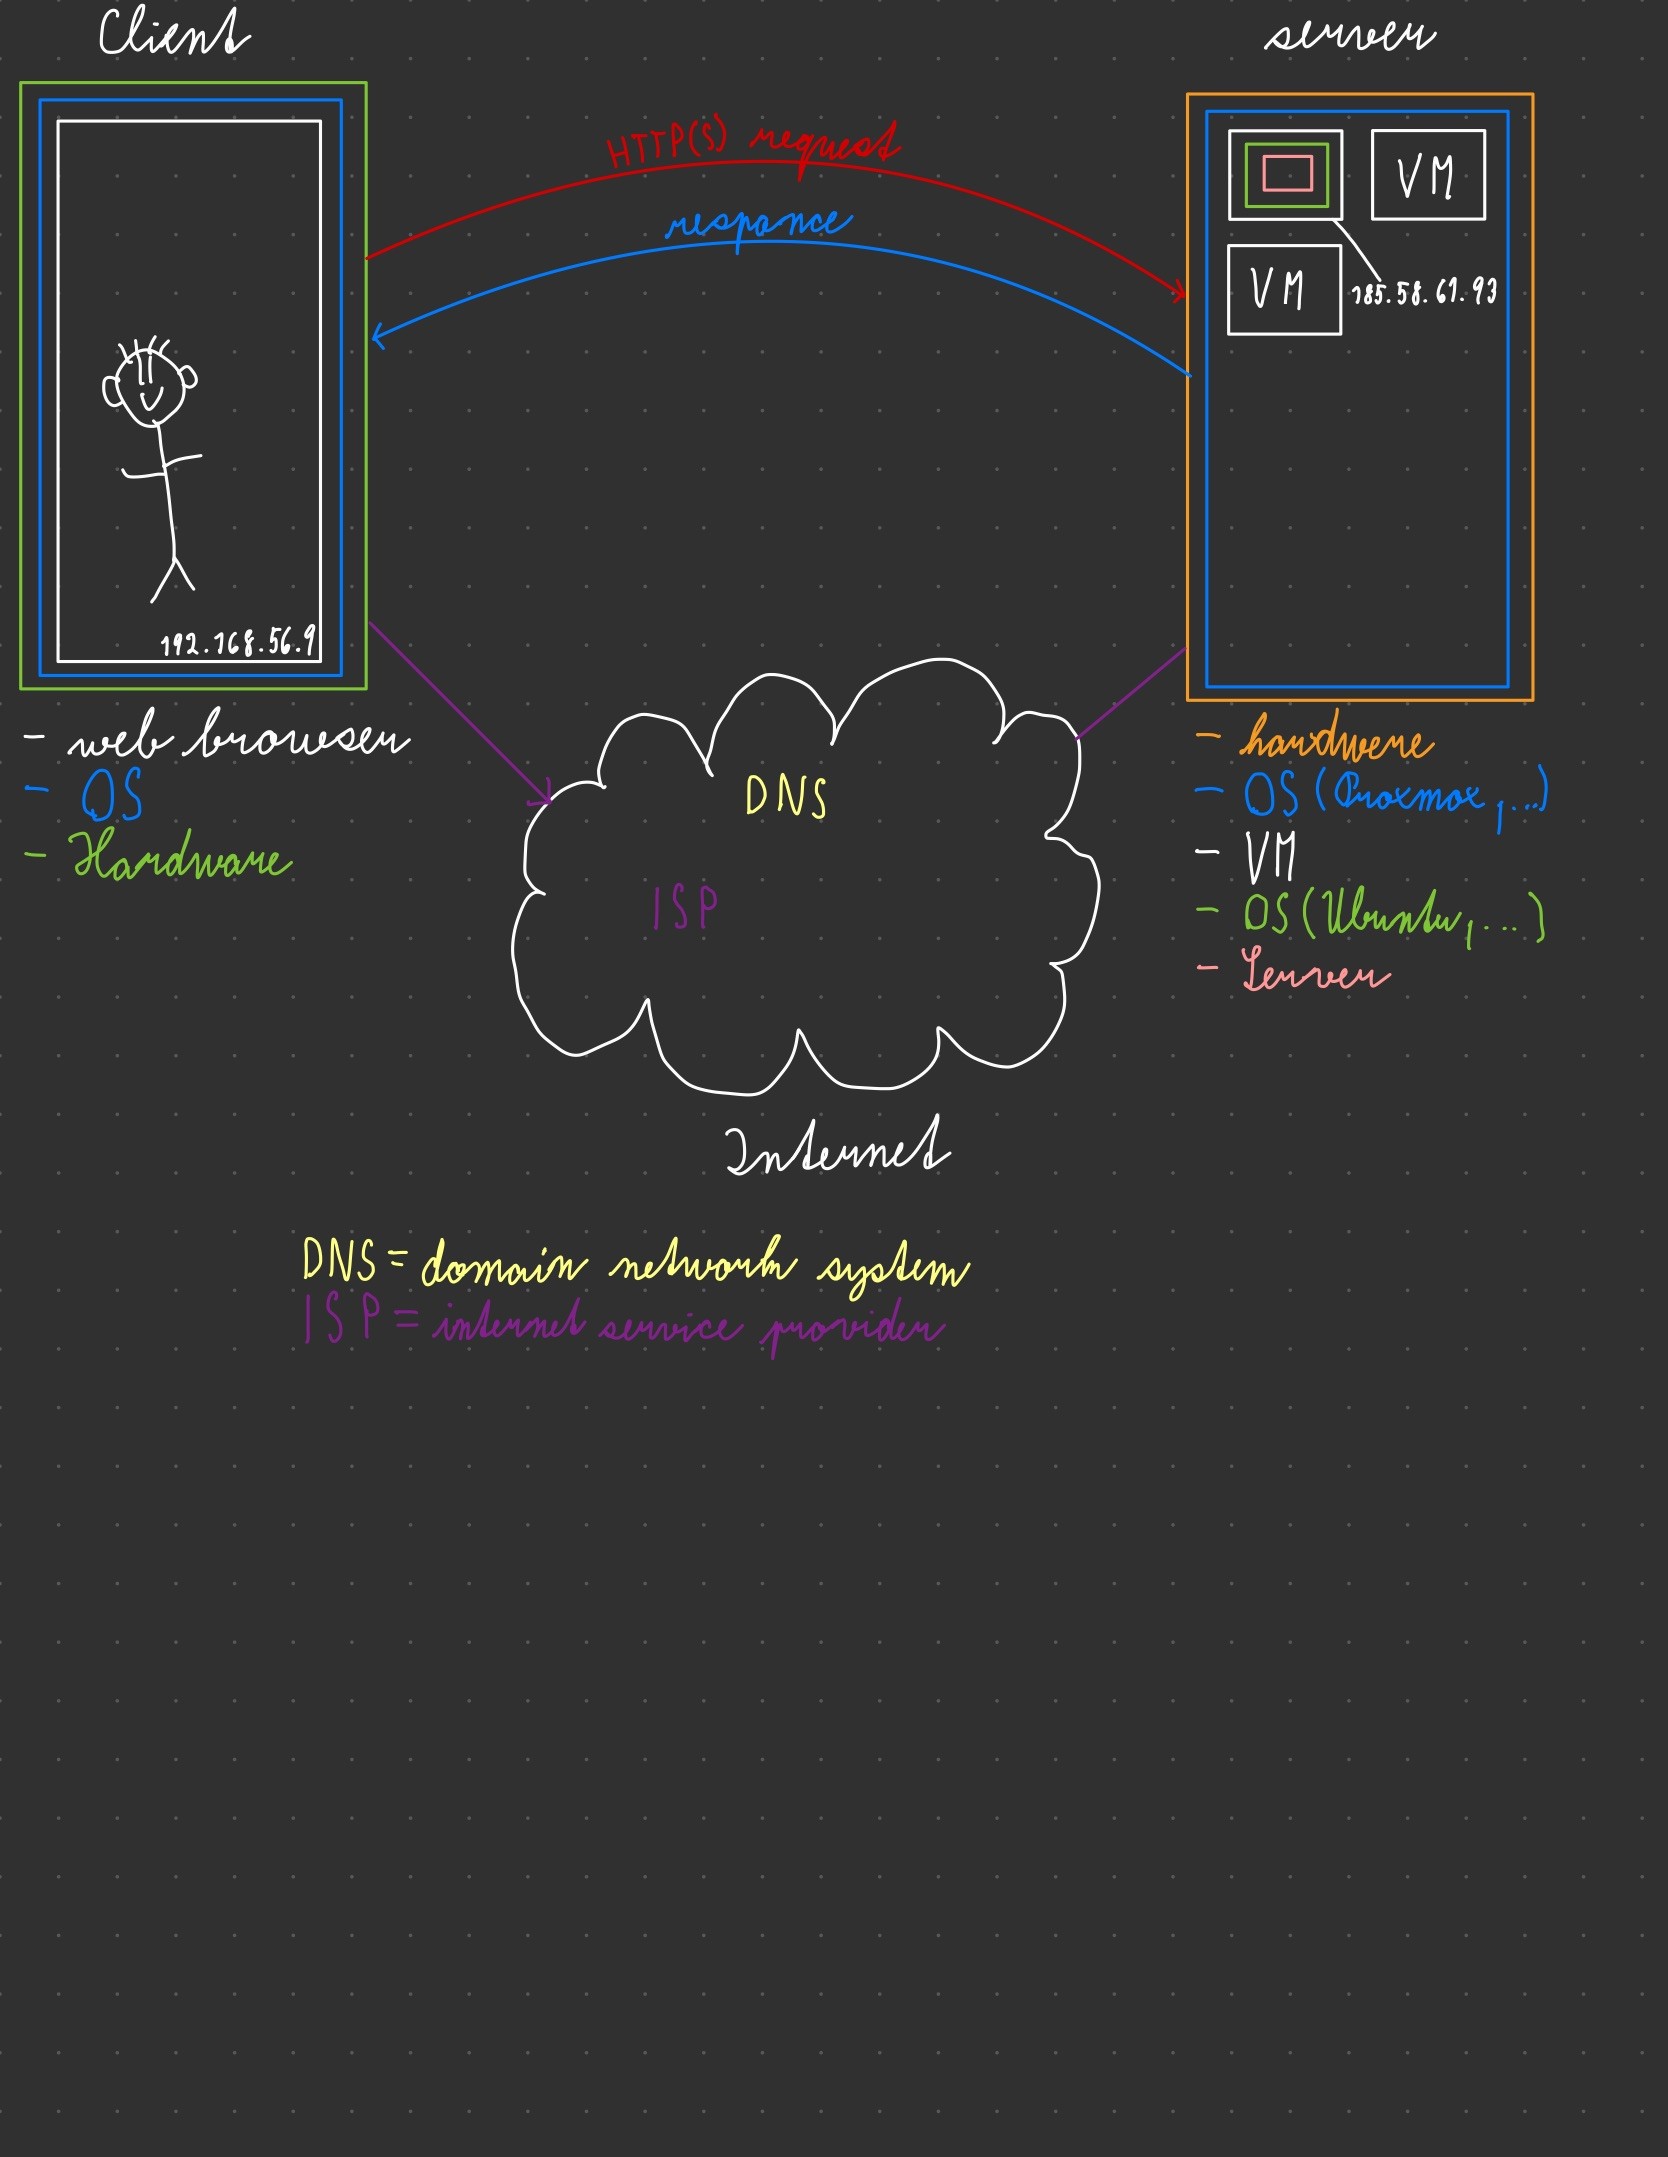 Client
server
HTTP(S) request
responce
VM
VM
185.58.61.93
192.168.56.9
- web browser
- OS
- Hardware
- hardwere
- OS (Proxmox, ...)
- VM
- OS (Ubuntu, ...)
- Server
DNS
ISP
Internet
DNS = domain network system
ISP = internet service provider